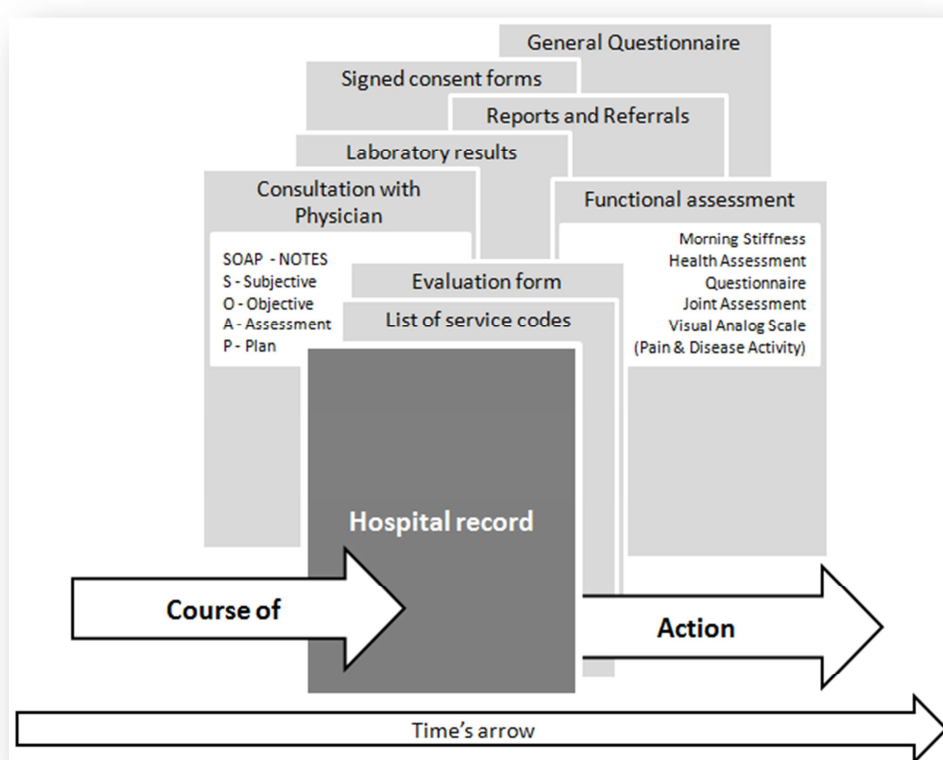 General Questionnaire
Signed consent forms
Reports and Referrals
Laboratory results
Consultation with
Physician
SOAP - NOTES
S - Subjective
O - Objective
A - Assessment
P - Plan
Functional assessment
Morning Stiffness
Health Assessment
Questionnaire
Joint Assessment
Visual Analog Scale
(Pain & Disease Activity)
Evaluation form
List of service codes
Hospital record
Course of
Action
Time's arrow